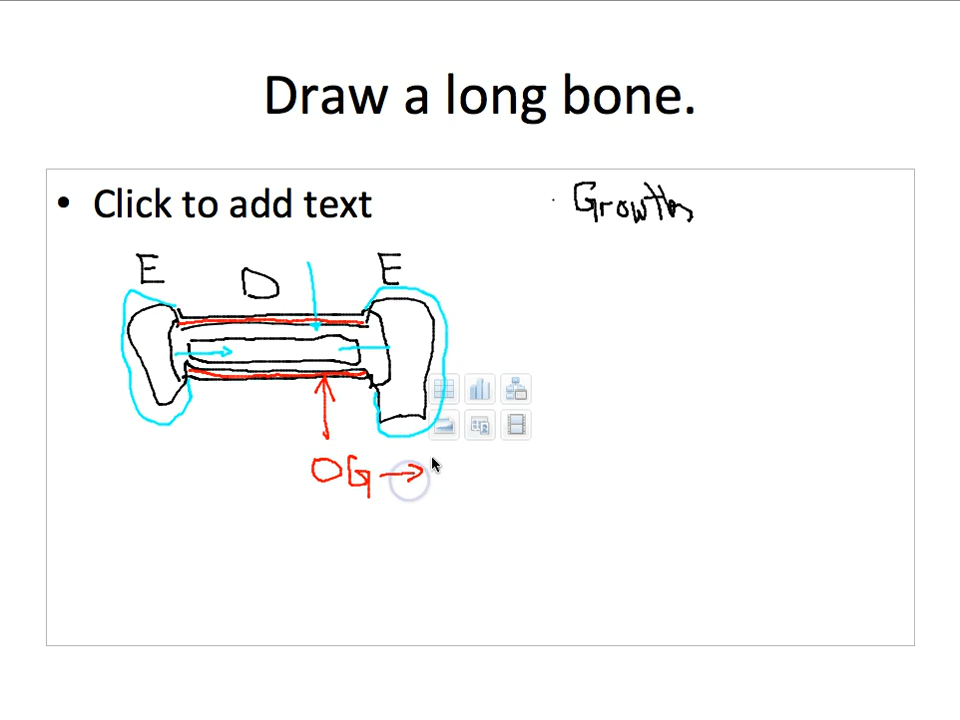 Draw a long bone.
• Click to add text
Growth
E D E
OG →